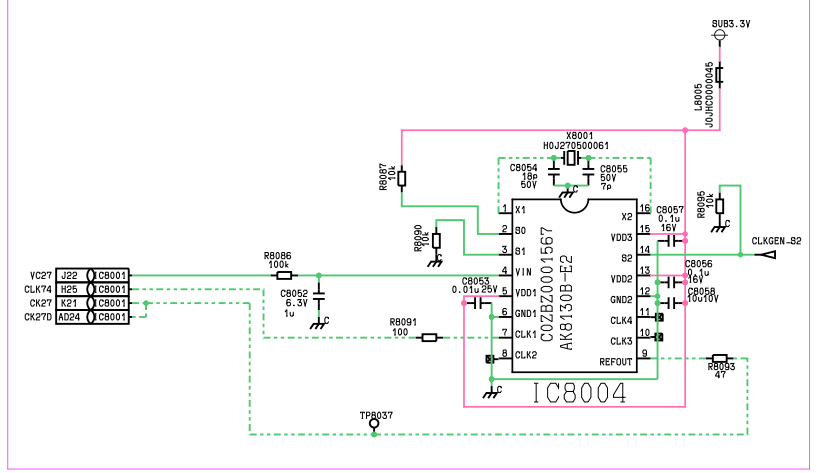 SUB3.3V
L8005
J0JHC0000045
X8001
H0J270500061
C8054
18p
50V
C8055
50V
7p
C
R8087
10k
R8090
10k
C
R8095
10k
C
C8057
0.1u
16V
CLKGEN_S2
1
X1
16
X2
2
S0
15
VDD3
3
S1
14
S2
4
VIN
13
VDD2
5
VDD1
12
GND2
6
GND1
11
CLK4
7
CLK1
10
CLK3
8
CLK2
9
REFOUT
C0ZBZ0001567
AK8130B-E2
IC8004
C8056
0.1u
16V
C8058
10u10V
C8053
0.01u 25V
R8086
100k
C8052
6.3V
1u
C
VC27 J22 IC8001
CLK74 H25 IC8001
CK27 K21 IC8001
CK27D AD24 IC8001
R8091
100
C
R8093
47
TP8037